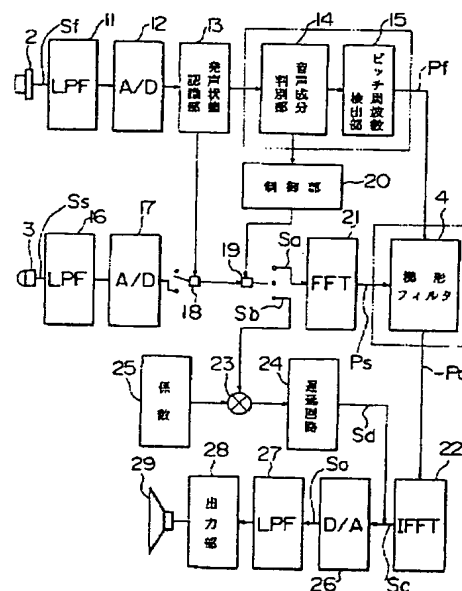 11
12
13
14
15
2
Sf
LPF
A/D
発声状態
認識部
音声成分
判別部
ピッチ周波数
検出部
Pf
制御部
20
16
17
Ss
3
LPF
A/D
18
19
Sa
Sb
21
FFT
Ps
4
梯形
フィルタ
Po
25
係数
23
24
遅延回路
Sd
29
28
出力部
27
LPF
So
D/A
26
Sc
22
IFFT